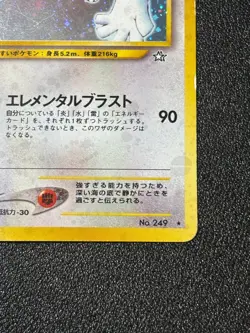 すいポケモン:身長5.2m、体重216kg
エレメンタルブラスト
90
自分についている「炎」「水」「雷」の「エネルギー
カード」を、それぞれ1枚ずつトラッシュする。
トラッシュできないとき、このワザのダメージは
なくなる。
抵抗力 -30
強すぎる能力を持つため、
深い海の底で静かにときを
過ごすと伝えられる。
No. 249 ★